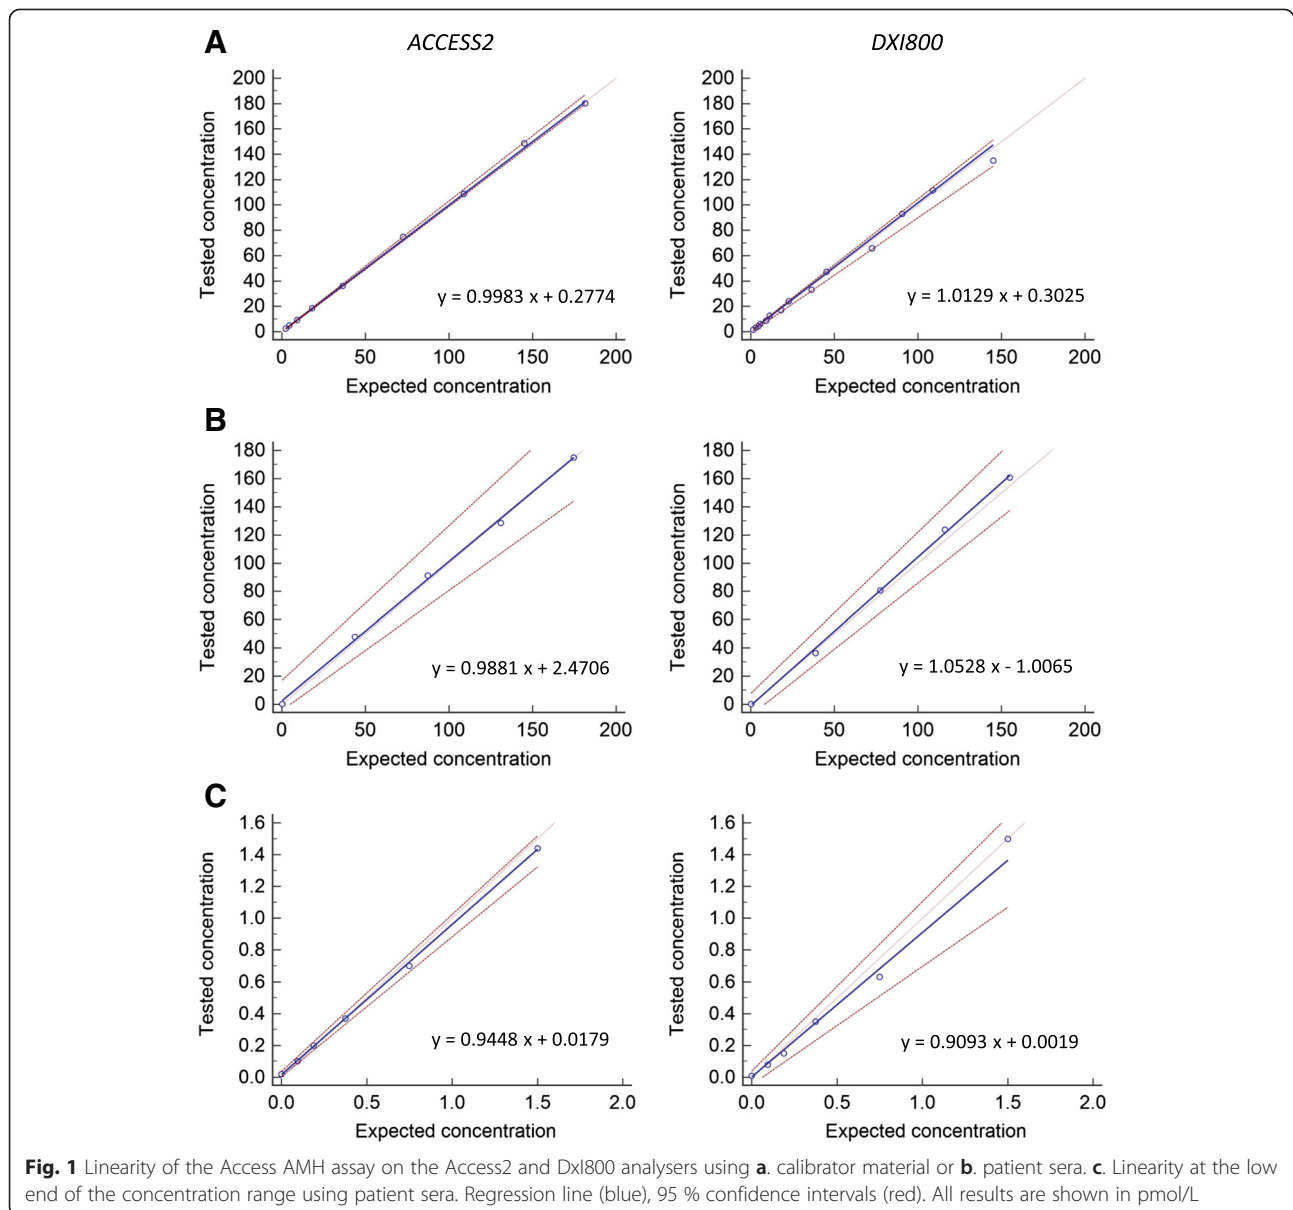 A
ACCESS2
DXI800
200
180
160
140
120
100
80
60
40
20
0
Tested concentration
y = 0.9983 x + 0.2774
0 50 100 150 200
Expected concentration
200
180
160
140
120
100
80
60
40
20
0
Tested concentration
y = 1.0129 x + 0.3025
0 50 100 150 200
Expected concentration
B
180
160
140
120
100
80
60
40
20
0
Tested concentration
y = 0.9881 x + 2.4706
0 50 100 150 200
Expected concentration
180
160
140
120
100
80
60
40
20
0
Tested concentration
y = 1.0528 x - 1.0065
0 50 100 150 200
Expected concentration
C
1.6
1.4
1.2
1.0
0.8
0.6
0.4
0.2
0.0
Tested concentration
y = 0.9448 x + 0.0179
0.0 0.5 1.0 1.5 2.0
Expected concentration
1.6
1.4
1.2
1.0
0.8
0.6
0.4
0.2
0.0
Tested concentration
y = 0.9093 x + 0.0019
0.0 0.5 1.0 1.5 2.0
Expected concentration
Fig. 1 Linearity of the Access AMH assay on the Access2 and DxI800 analysers using a. calibrator material or b. patient sera. c. Linearity at the low
end of the concentration range using patient sera. Regression line (blue), 95 % confidence intervals (red). All results are shown in pmol/L